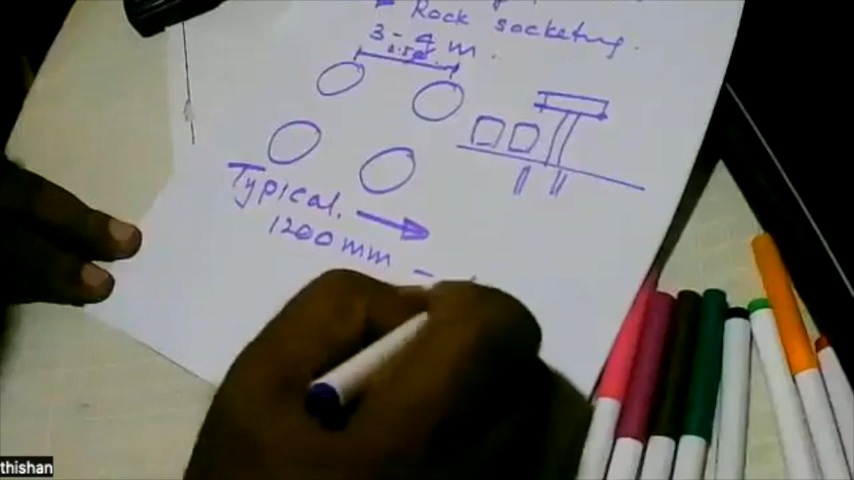 Rock socketing.
3-4 m.
Typical.
1200 mm -
thishan